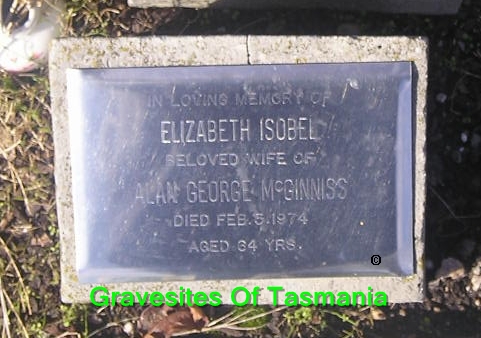 IN LOVING MEMORY OF
ELIZABETH ISOBEL
BELOVED WIFE OF
ALAN GEORGE McGINNISS
DIED FEB. 5. 1974
AGED 64 YRS.
©
Gravesites Of Tasmania